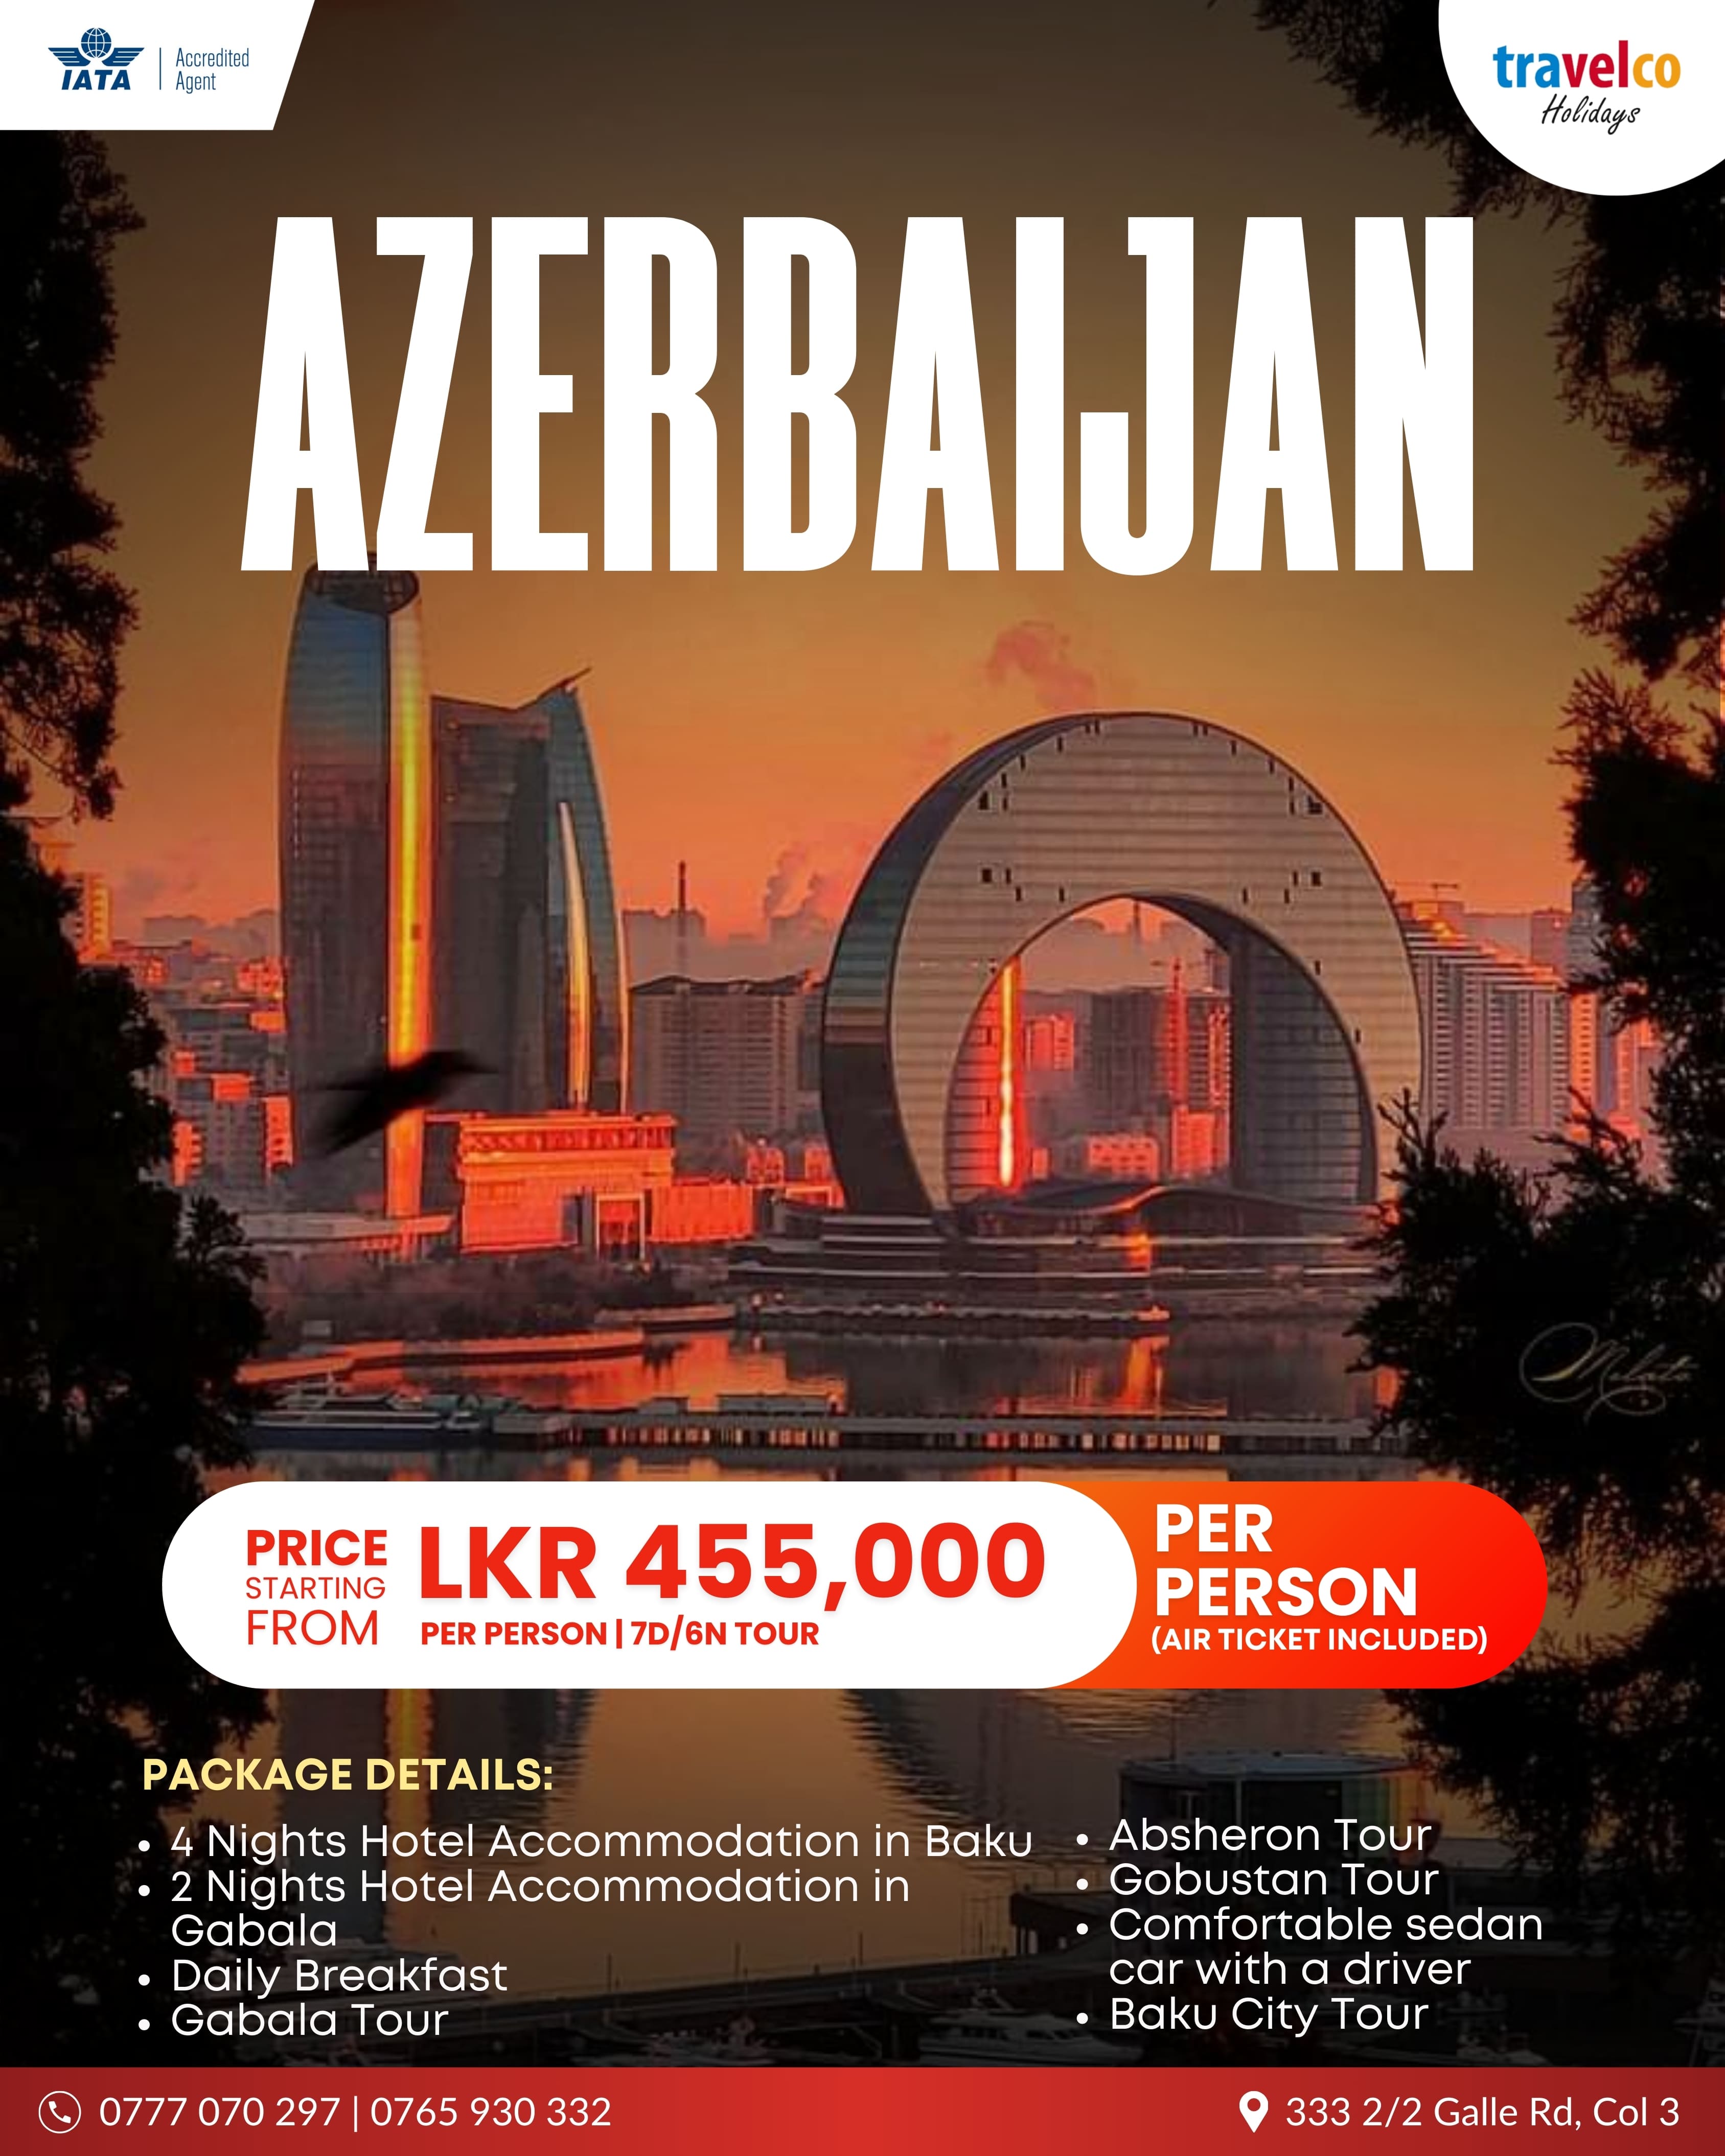 IATA
Accredited
Agent
travelco
Holidays
AZERBAIJAN
PRICE
STARTING
FROM
LKR 455,000
PER PERSON | 7D/6N TOUR
PER
PERSON
(AIR TICKET INCLUDED)
PACKAGE DETAILS:
• 4 Nights Hotel Accommodation in Baku
• 2 Nights Hotel Accommodation in
Gabala
• Daily Breakfast
• Gabala Tour
• Absheron Tour
• Gobustan Tour
• Comfortable sedan
car with a driver
• Baku City Tour
0777 070 297 | 0765 930 332
333 2/2 Galle Rd, Col 3